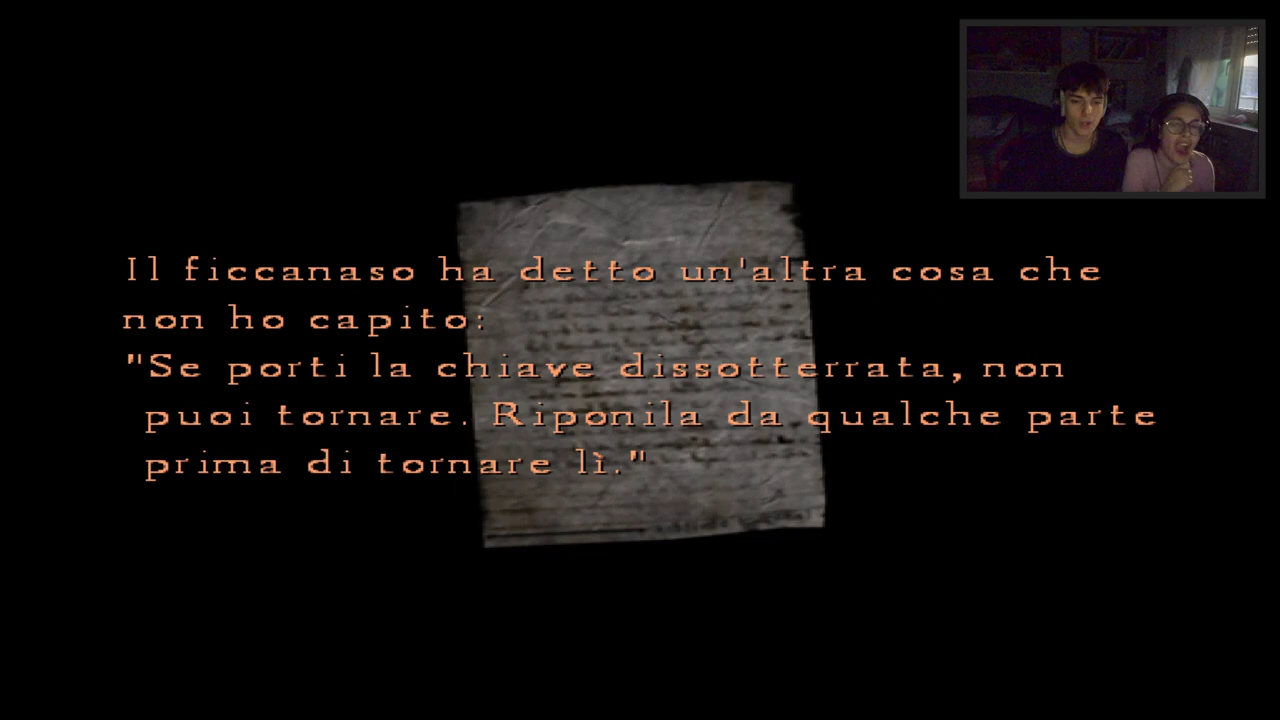 Il ficcanaso ha detto un'altra cosa che
non ho capito:
"Se porti la chiave dissotterrata, non
puoi tornare. Riponila da qualche parte
prima di tornare lì."